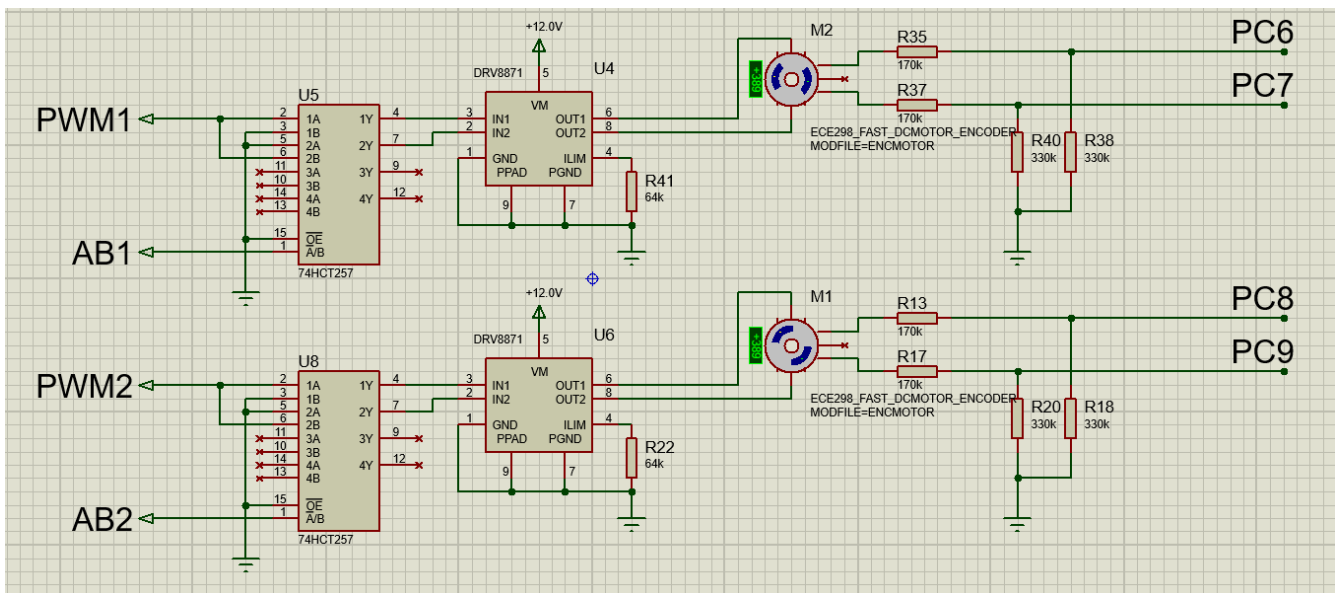 +12.0V
M2
R35
170k
PC6
DRV8871
5
U4
U5
VM
R37
170k
PC7
PWM1
2 1A 1Y 4
3 1B
5 2A 2Y 7
6 2B
11 3A 3Y 9
10 3B
14 4A 4Y 12
13 4B
15 OE
1 A/B
74HCT257
AB1
3 IN1 OUT1 6
2 IN2 OUT2 8
1 GND ILIM 4
PPAD PGND
9 7
R41
64k
+389
ECE298_FAST_DCMOTOR_ENCODER
MODFILE=ENCMOTOR
R40 R38
330k 330k
+12.0V
M1
R13
170k
PC8
DRV8871
5
U6
U8
VM
R17
170k
PC9
PWM2
2 1A 1Y 4
3 1B
5 2A 2Y 7
6 2B
11 3A 3Y 9
10 3B
14 4A 4Y 12
13 4B
15 OE
1 A/B
74HCT257
AB2
3 IN1 OUT1 6
2 IN2 OUT2 8
1 GND ILIM 4
PPAD PGND
9 7
R22
64k
+389
ECE298_FAST_DCMOTOR_ENCODER
MODFILE=ENCMOTOR
R20 R18
330k 330k